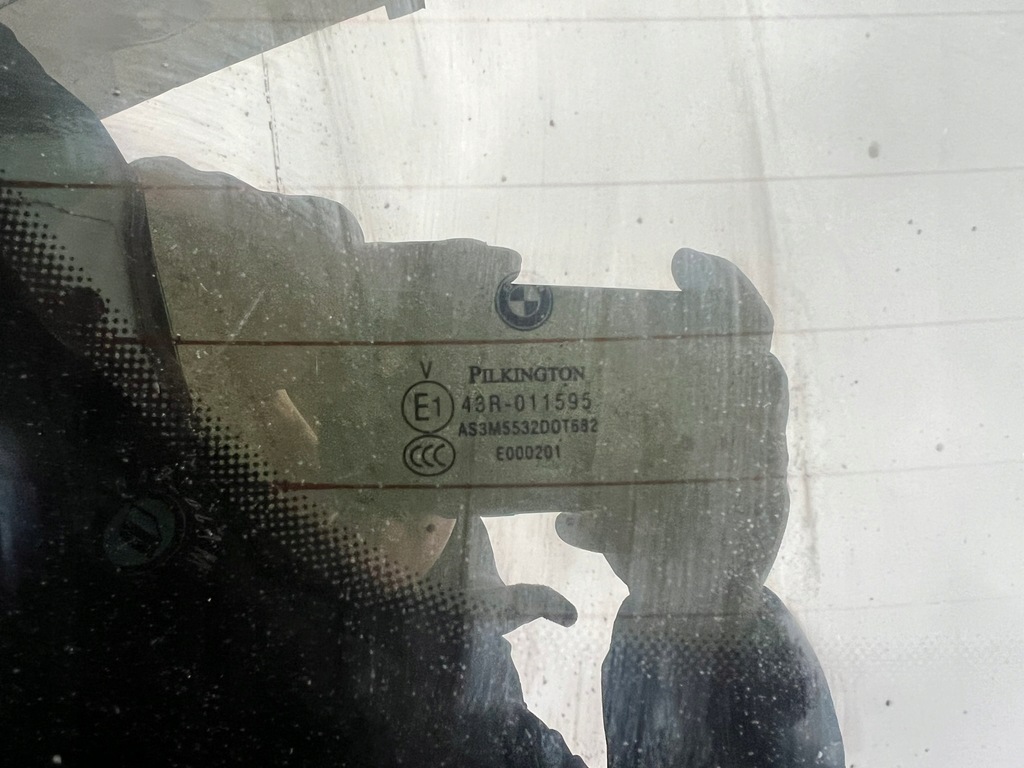 V
PILKINGTON
E1 43R-011595
AS3M5532DOT682
CCC E000201